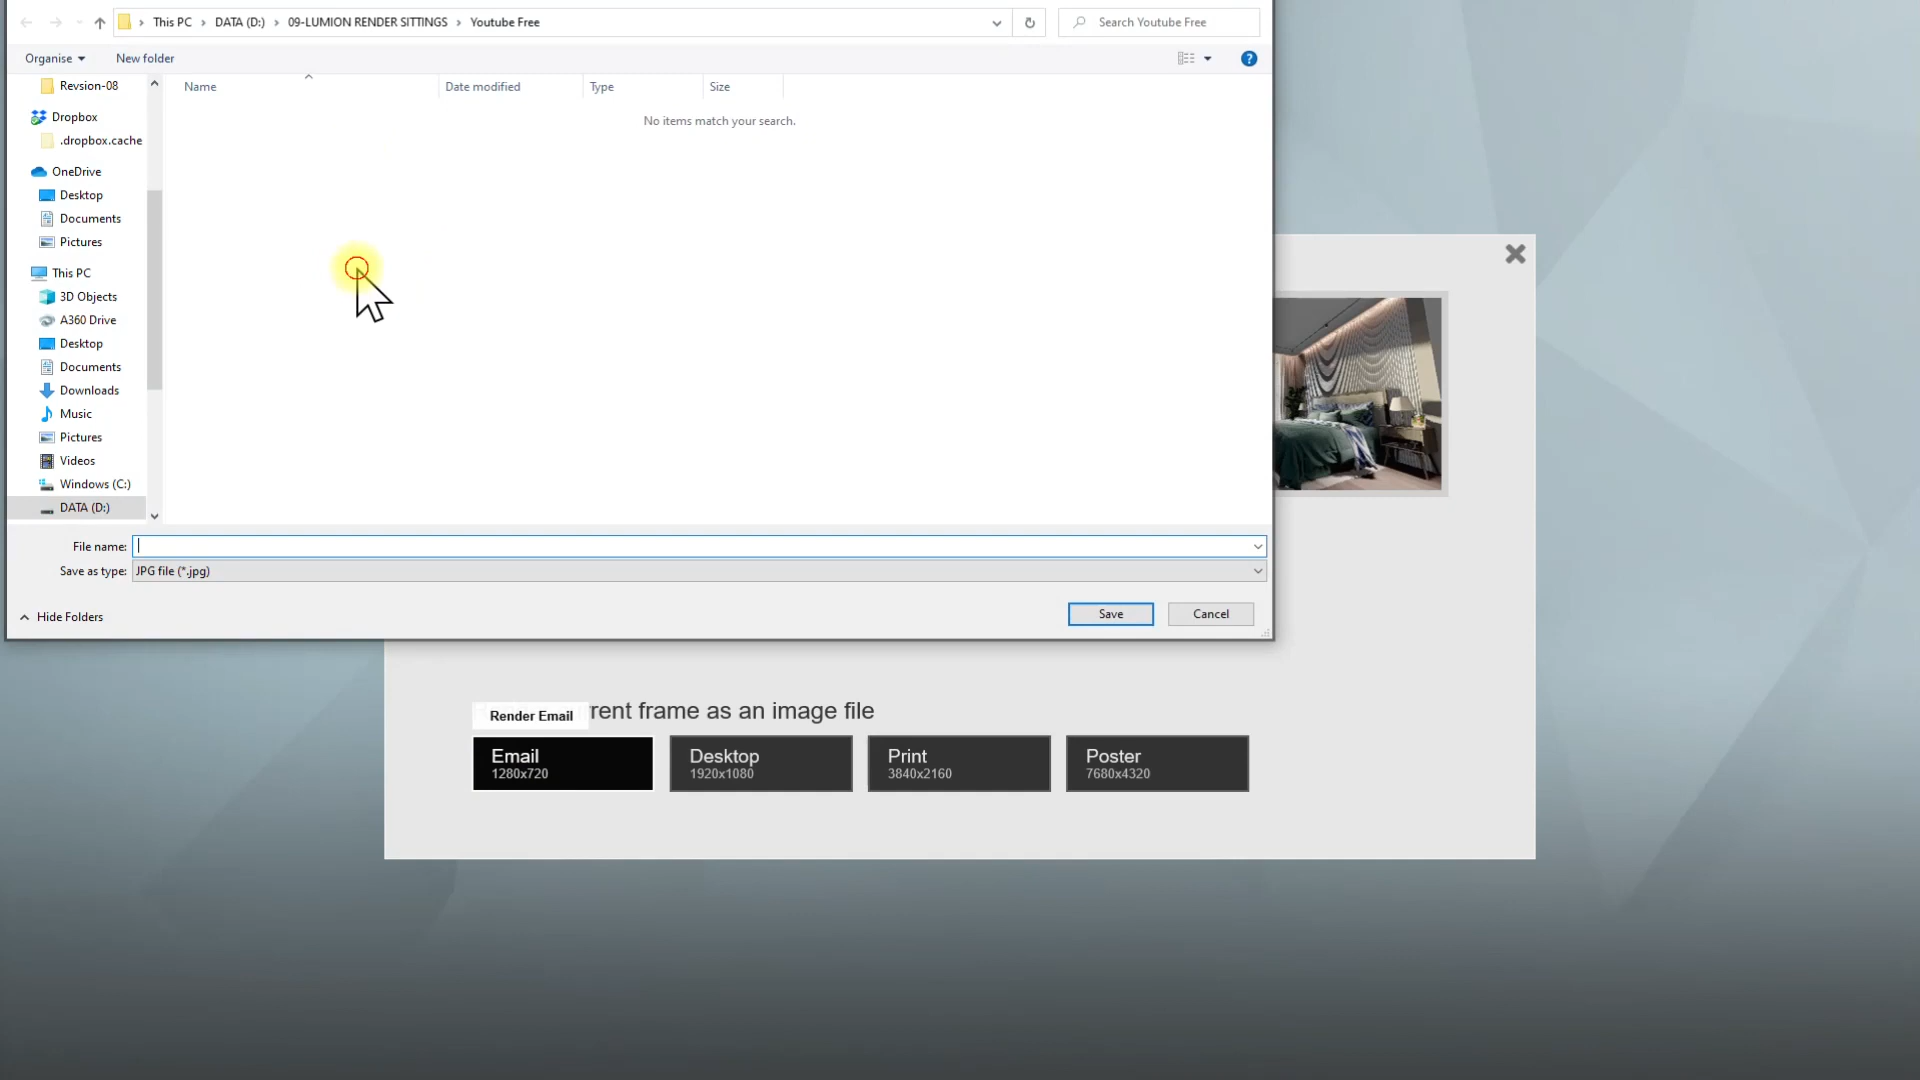 This PC > DATA (D:) > 09-LUMION RENDER SITTINGS > Youtube Free
Search Youtube Free
Organise
New folder
Name
Date modified
Type
Size
No items match your search.
Revsion-08
Dropbox
.dropbox.cache
OneDrive
Desktop
Documents
Pictures
This PC
3D Objects
A360 Drive
Desktop
Documents
Downloads
Music
Pictures
Videos
Windows (C:)
DATA (D:)
File name:
Save as type: JPG file (*.jpg)
Hide Folders
Save
Cancel
Render Email
rent frame as an image file
Email
1280x720
Desktop
1920x1080
Print
3840x2160
Poster
7680x4320